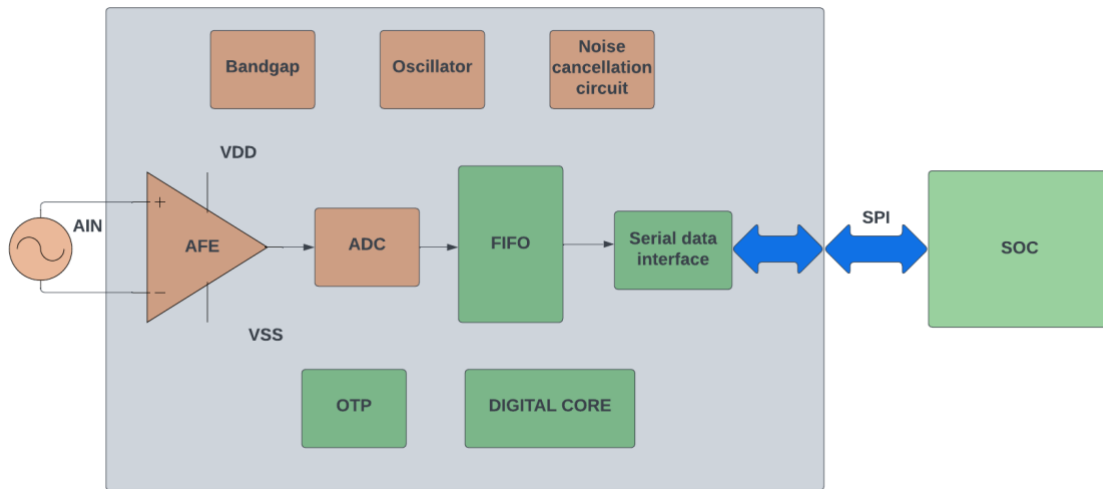 Bandgap
Oscillator
Noise
cancellation
circuit
VDD
AIN
+
−
AFE
ADC
FIFO
Serial data
interface
SPI
SOC
VSS
OTP
DIGITAL CORE